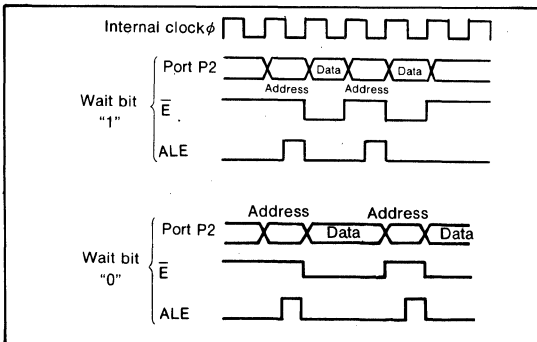 Internal clockϕ
Port P2
Data
Data
Address
Address
Wait bit
"1"
E̅
ALE
Address
Address
Port P2
Data
Data
Wait bit
"0"
E̅
ALE